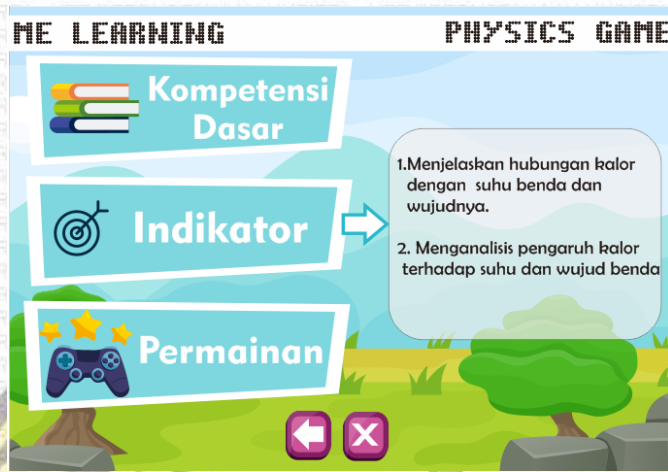 ME LEARNING
PHYSICS GAME
Kompetensi
Dasar
Indikator
Permainan
1.Menjelaskan hubungan kalor
dengan suhu benda dan
wujudnya.
2. Menganalisis pengaruh kalor
terhadap suhu dan wujud benda
X